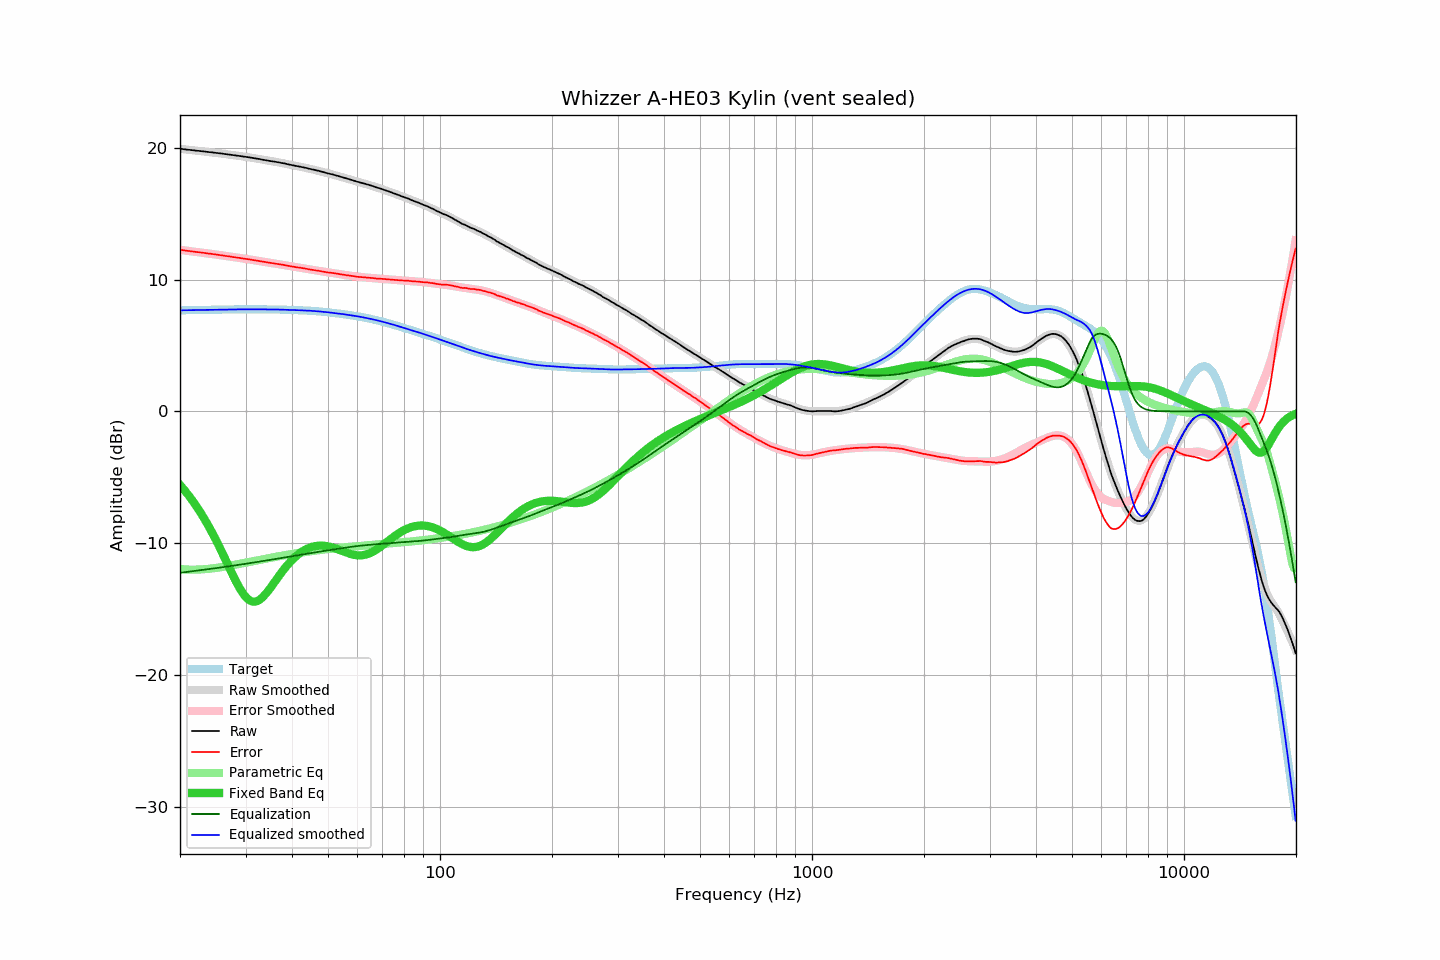 Whizzer A-HE03 Kylin (vent sealed)
20
10
0
−10
−20
−30
Amplitude (dBr)
Target
Raw Smoothed
Error Smoothed
Raw
Error
Parametric Eq
Fixed Band Eq
Equalization
Equalized smoothed
100
1000
10000
Frequency (Hz)